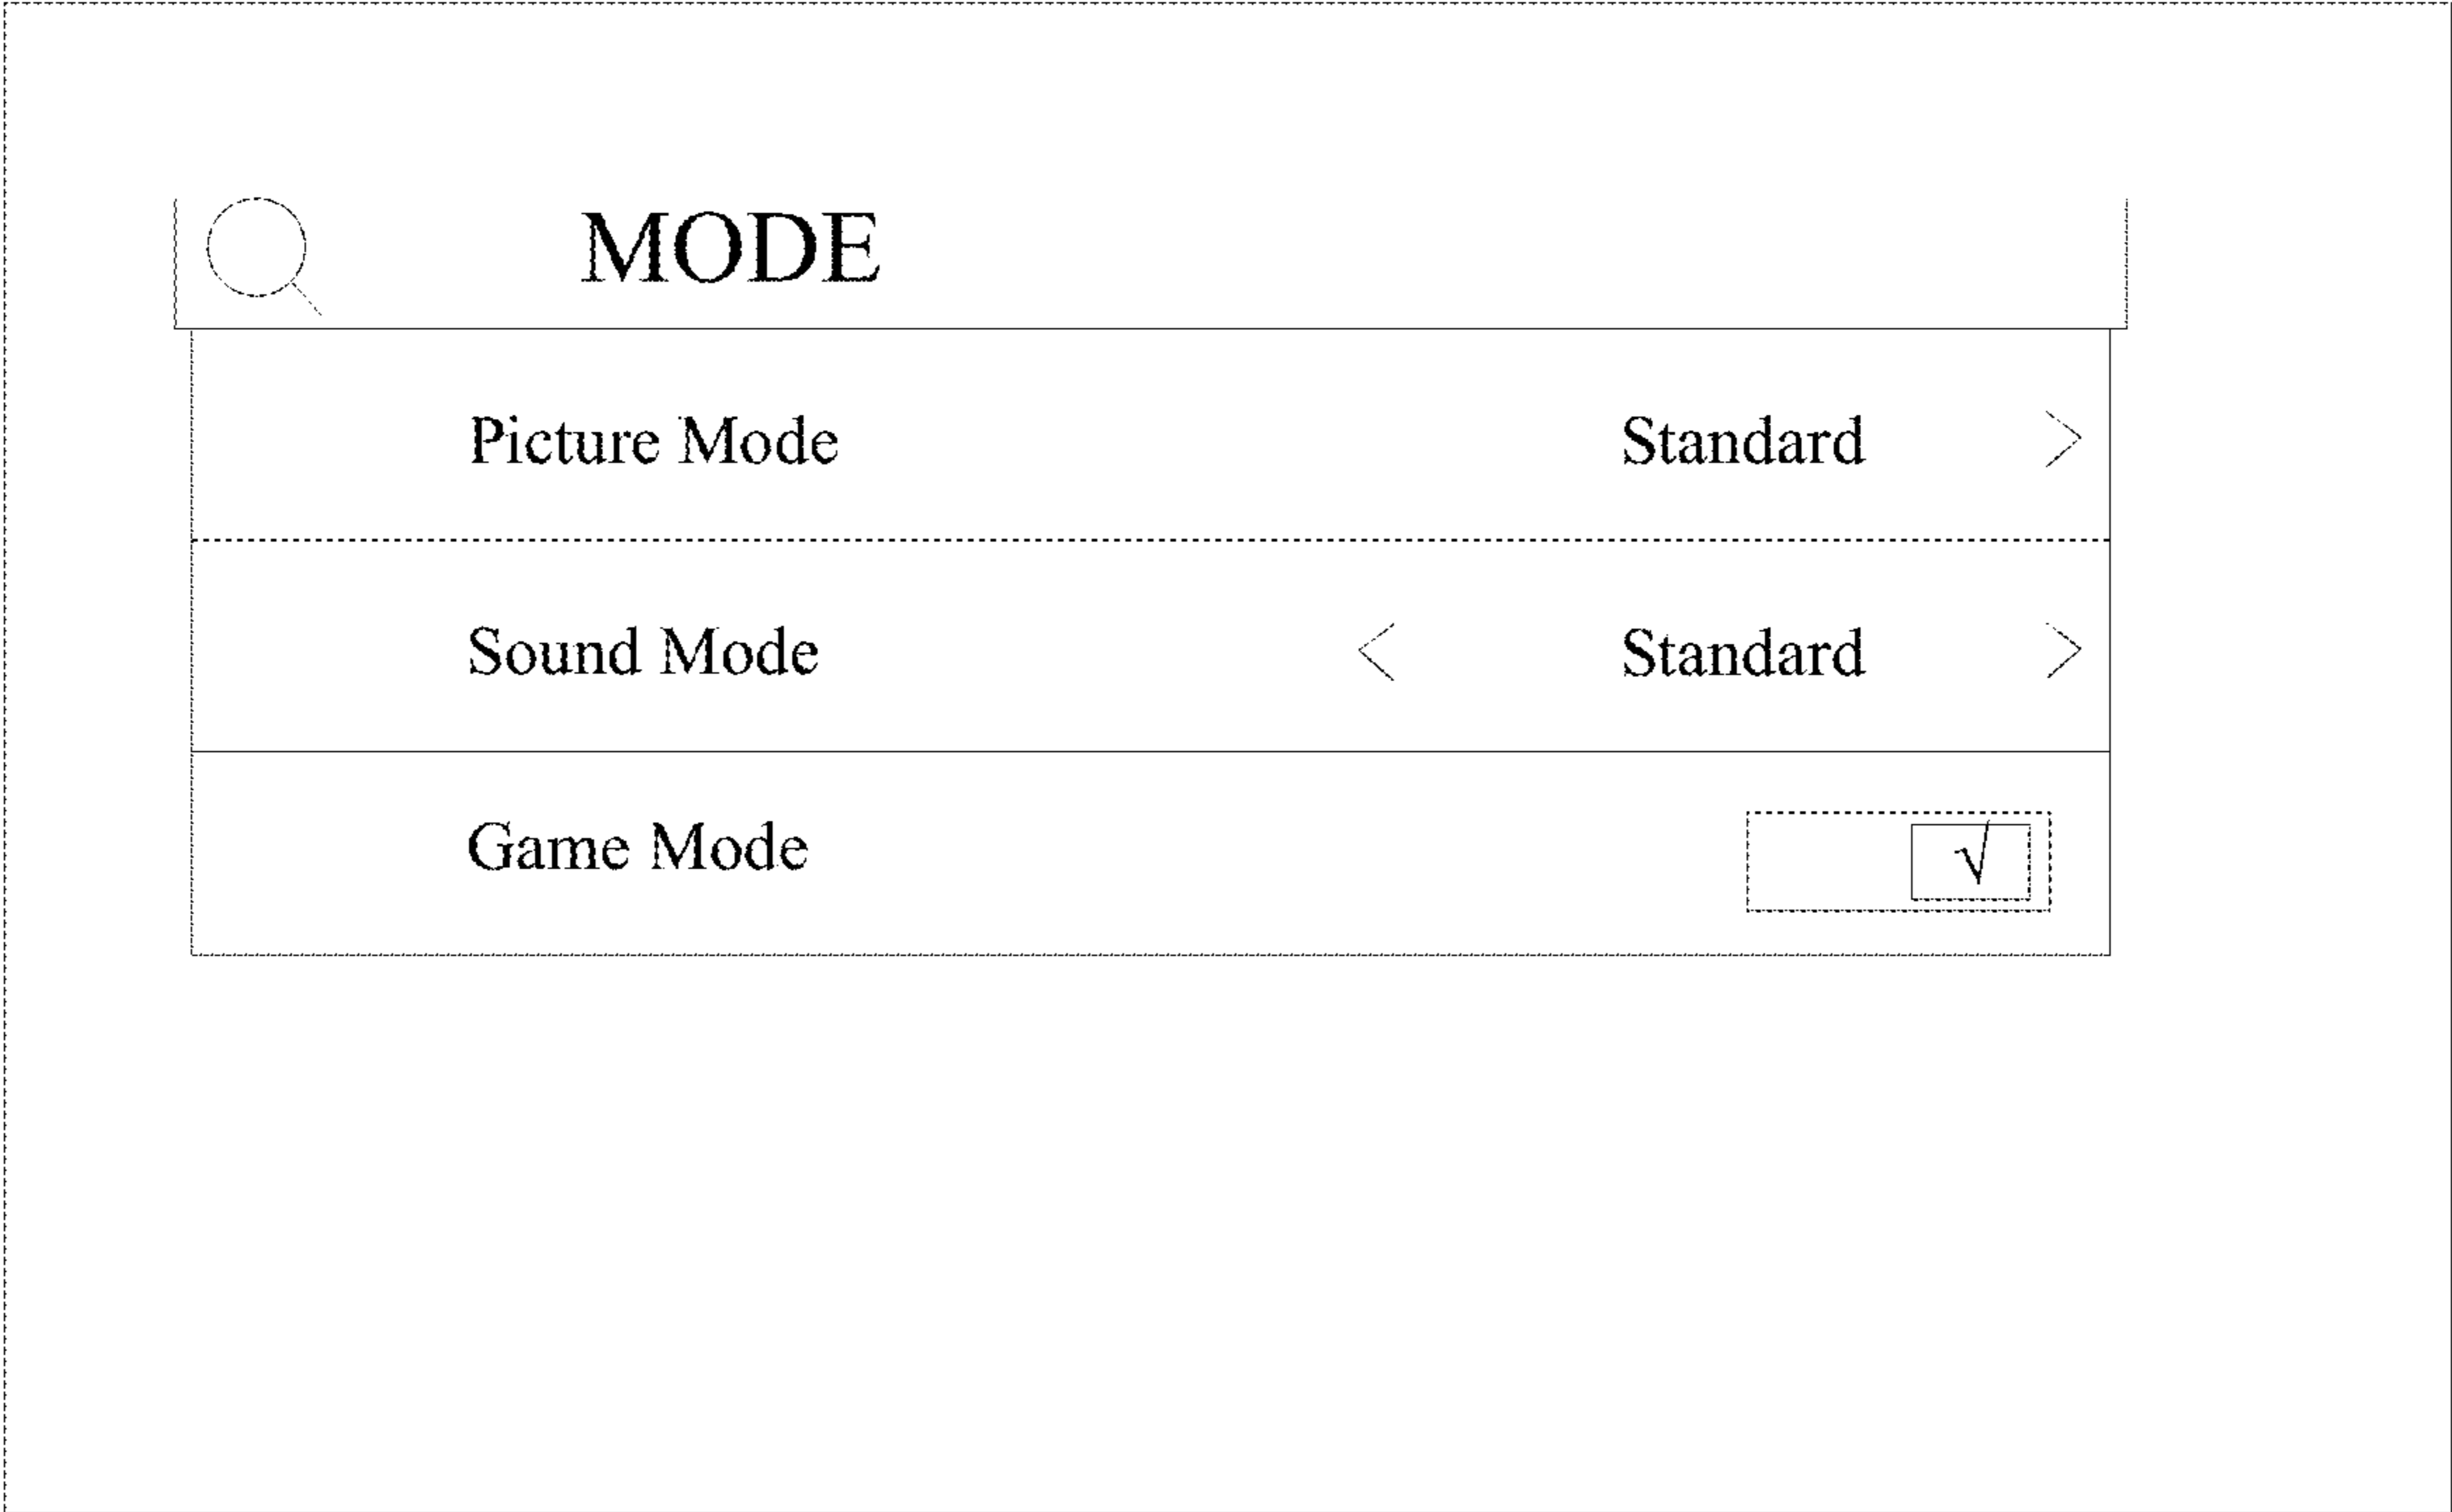 MODE
Picture Mode Standard >
Sound Mode < Standard >
Game Mode √